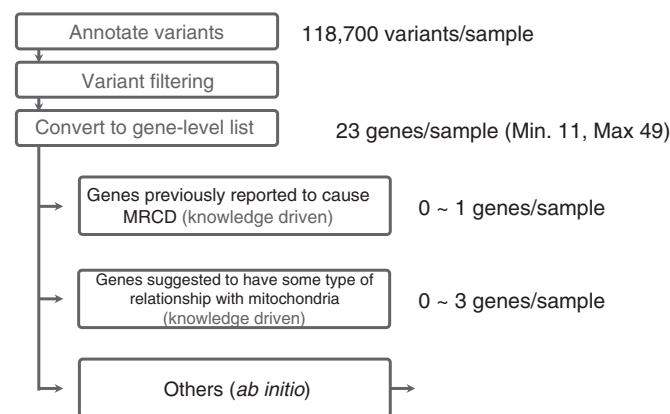 Annotate variants 118,700 variants/sample
Variant filtering
Convert to gene-level list 23 genes/sample (Min. 11, Max 49)
Genes previously reported to cause
MRCD (knowledge driven)
0 ~ 1 genes/sample
Genes suggested to have some type of
relationship with mitochondria
(knowledge driven)
0 ~ 3 genes/sample
Others (ab initio)